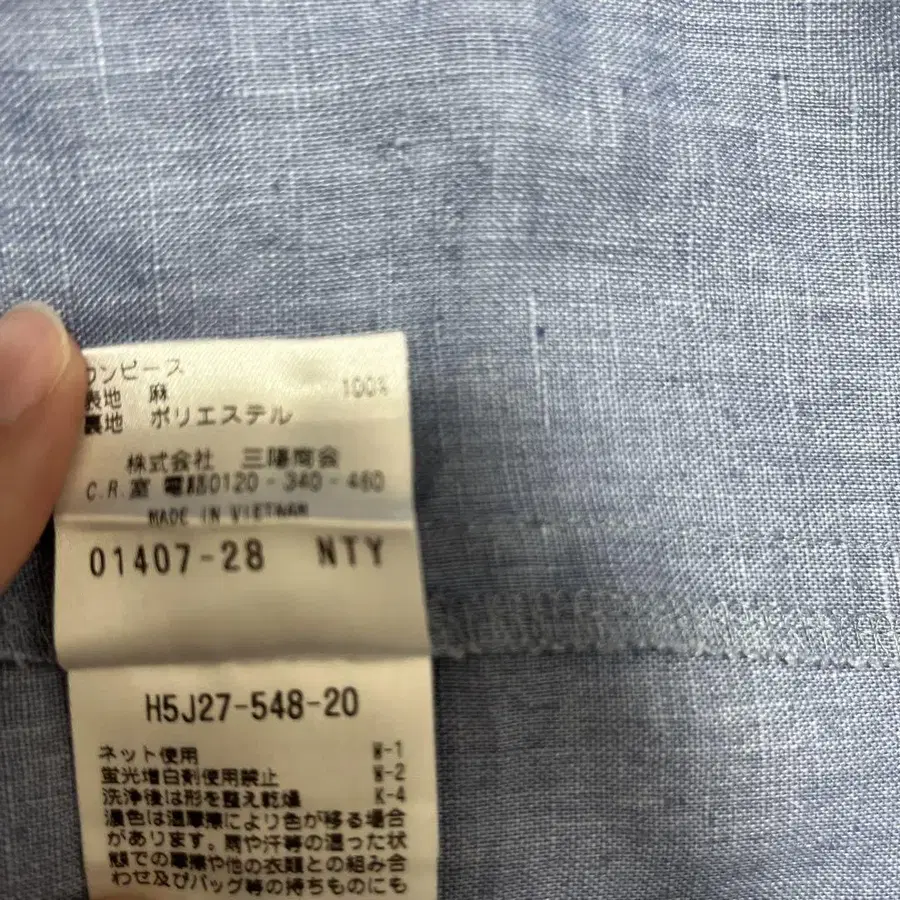 ワンピース
表地 麻 100%
裏地 ポリエステル
株式会社 三陽商会
C.R.室 電話0120-340-460
MADE IN VIETNAM
01407-28 NTY
H5J27-548-20
ネット使用 W-1
蛍光増白剤使用禁止 W-2
洗浄後は形を整え乾燥 K-4
濃色は湿摩擦により色が移る場合
があります。雨や汗等の湿った状
態での摩擦や他の衣類との組み合
わせ及びバッグ等の持ちものにも